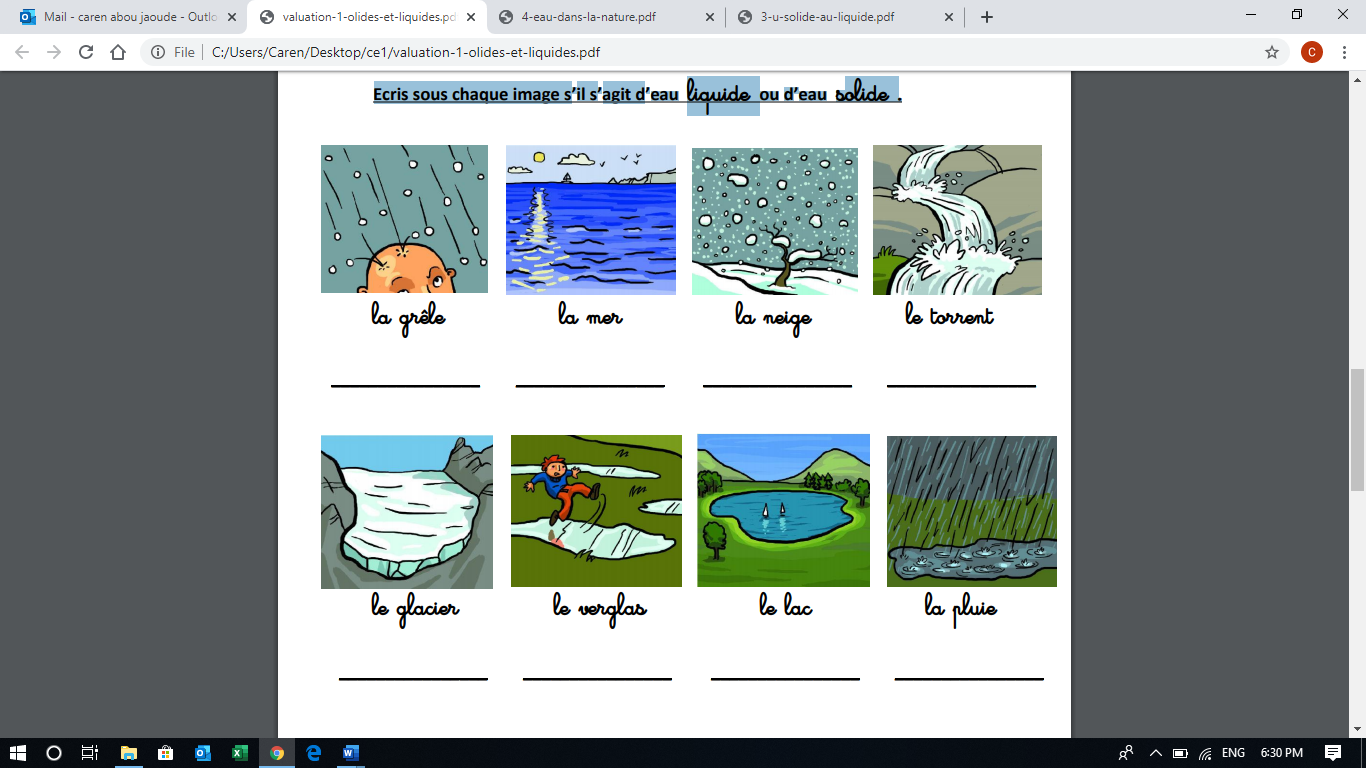 Mail - caren abou jaoude - Outlo
valuation-1-olides-et-liquides.pd
4-eau-dans-la-nature.pdf
3-u-solide-au-liquide.pdf
File
C:/Users/Caren/Desktop/ce1/valuation-1-olides-et-liquides.pdf
C
Ecris sous chaque image s’il s’agit d’eau liquide ou d’eau solide .
la grêle la mer la neige le torrent
le glacier le verglas le lac la pluie
ENG 6:30 PM